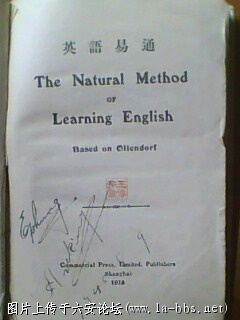 英語易通
The Natural Method
OF
Learning English
Based on Ollendorf
Commercial Press, Limited, Publishers
Shanghai
1918
图片上传于六安论坛(www.la-bbs.net)